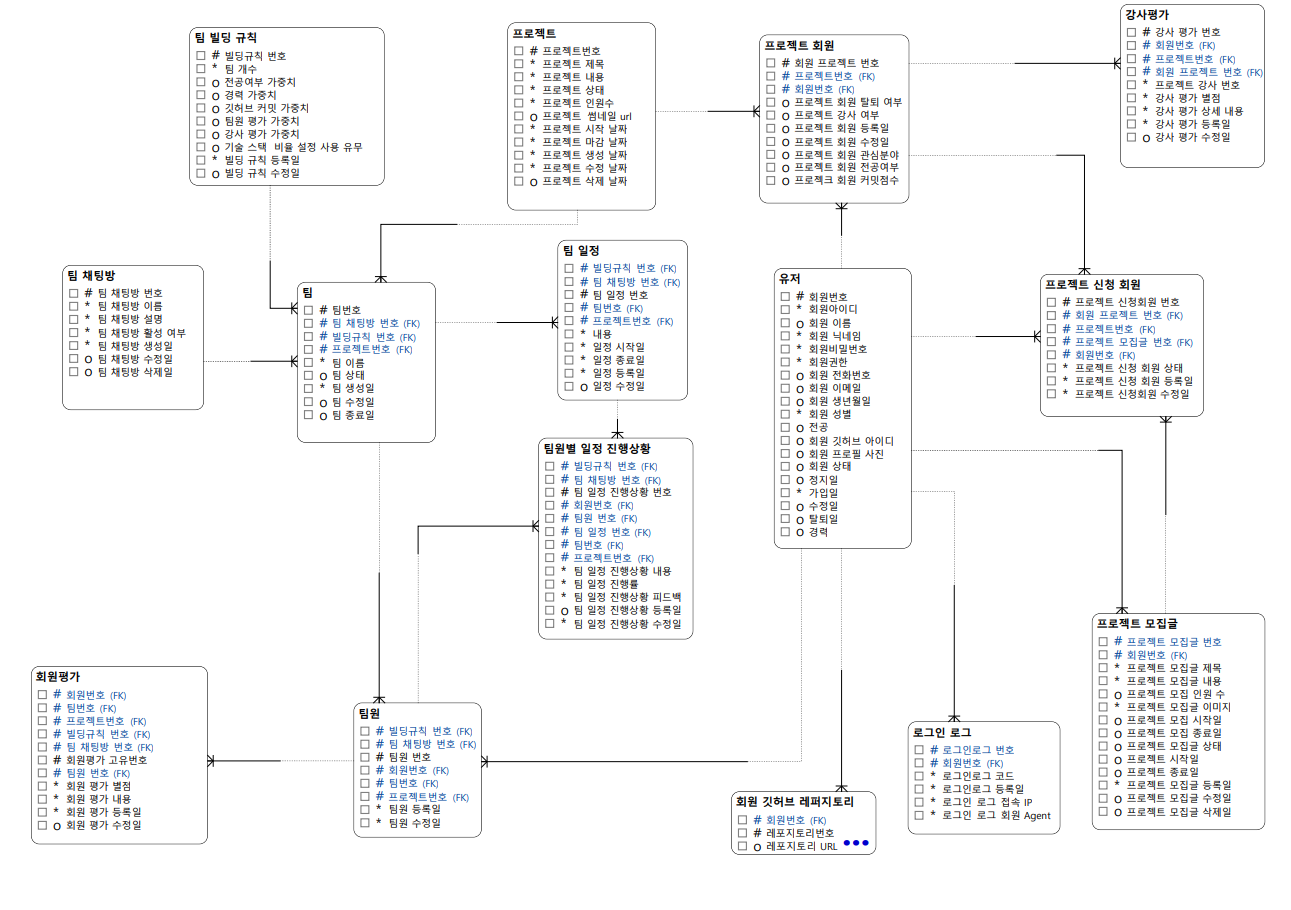 팀 빌딩 규칙
# 빌딩규칙 번호
* 팀 개수
o 전공여부 가중치
o 경력 가중치
o 깃허브 커밋 가중치
o 팀원 평가 가중치
o 강사 평가 가중치
o 기술 스택 비율 설정 사용 유무
* 빌딩 규칙 등록일
o 빌딩 규칙 수정일
프로젝트
# 프로젝트번호
* 프로젝트 제목
* 프로젝트 내용
* 프로젝트 상태
* 프로젝트 인원수
o 프로젝트 썸네일 url
* 프로젝트 시작 날짜
* 프로젝트 마감 날짜
* 프로젝트 생성 날짜
* 프로젝트 수정 날짜
o 프로젝트 삭제 날짜
프로젝트 회원
# 회원 프로젝트 번호
# 프로젝트번호 (FK)
# 회원번호 (FK)
o 프로젝트 회원 탈퇴 여부
o 프로젝트 강사 여부
o 프로젝트 회원 등록일
o 프로젝트 회원 수정일
o 프로젝트 회원 관심분야
o 프로젝트 회원 전공여부
o 프로젝크 회원 커밋점수
강사평가
# 강사 평가 번호
# 회원번호 (FK)
# 프로젝트번호 (FK)
# 회원 프로젝트 번호 (FK)
* 프로젝트 강사 번호
* 강사 평가 별점
* 강사 평가 상세 내용
* 강사 평가 등록일
o 강사 평가 수정일
팀 채팅방
# 팀 채팅방 번호
* 팀 채팅방 이름
* 팀 채팅방 설명
* 팀 채팅방 활성 여부
* 팀 채팅방 생성일
o 팀 채팅방 수정일
o 팀 채팅방 삭제일
팀
# 팀번호
# 팀 채팅방 번호 (FK)
# 빌딩규칙 번호 (FK)
# 프로젝트번호 (FK)
* 팀 이름
o 팀 상태
* 팀 생성일
o 팀 수정일
o 팀 종료일
팀 일정
# 빌딩규칙 번호 (FK)
# 팀 채팅방 번호 (FK)
# 팀 일정 번호
# 팀번호 (FK)
# 프로젝트번호 (FK)
* 내용
* 일정 시작일
* 일정 종료일
* 일정 등록일
o 일정 수정일
유저
# 회원번호
* 회원아이디
o 회원 이름
* 회원 닉네임
* 회원비밀번호
* 회원권한
o 회원 전화번호
o 회원 이메일
o 회원 생년월일
* 회원 성별
o 전공
o 회원 깃허브 아이디
o 회원 프로필 사진
o 회원 상태
o 정지일
* 가입일
o 수정일
o 탈퇴일
o 경력
프로젝트 신청 회원
# 프로젝트 신청회원 번호
# 회원 프로젝트 번호 (FK)
# 프로젝트번호 (FK)
# 프로젝트 모집글 번호 (FK)
# 회원번호 (FK)
* 프로젝트 신청 회원 상태
* 프로젝트 신청 회원 등록일
* 프로젝트 신청회원 수정일
팀원별 일정 진행상황
# 빌딩규칙 번호 (FK)
# 팀 채팅방 번호 (FK)
# 팀 일정 진행상황 번호
# 회원번호 (FK)
# 팀원 번호 (FK)
# 팀 일정 번호 (FK)
# 팀번호 (FK)
# 프로젝트번호 (FK)
* 팀 일정 진행상황 내용
* 팀 일정 진행률
* 팀 일정 진행상황 피드백
o 팀 일정 진행상황 등록일
* 팀 일정 진행상황 수정일
회원평가
# 회원번호 (FK)
# 팀번호 (FK)
# 프로젝트번호 (FK)
# 빌딩규칙 번호 (FK)
# 팀 채팅방 번호 (FK)
# 회원평가 고유번호
# 팀원 번호 (FK)
* 회원 평가 별점
* 회원 평가 내용
* 회원 평가 등록일
o 회원 평가 수정일
팀원
# 빌딩규칙 번호 (FK)
# 팀 채팅방 번호 (FK)
# 팀원 번호
# 회원번호 (FK)
# 팀번호 (FK)
# 프로젝트번호 (FK)
* 팀원 등록일
* 팀원 수정일
회원 깃허브 레퍼지토리
# 회원번호 (FK)
# 레포지토리번호
o 레포지토리 URL
로그인 로그
# 로그인로그 번호
# 회원번호 (FK)
* 로그인로그 코드
* 로그인로그 등록일
* 로그인 로그 접속 IP
* 로그인 로그 회원 Agent
프로젝트 모집글
# 프로젝트 모집글 번호
# 회원번호 (FK)
* 프로젝트 모집글 제목
* 프로젝트 모집글 내용
o 프로젝트 모집 인원 수
* 프로젝트 모집글 이미지
o 프로젝트 모집 시작일
o 프로젝트 모집 종료일
o 프로젝트 모집글 상태
o 프로젝트 시작일
o 프로젝트 종료일
* 프로젝트 모집글 등록일
o 프로젝트 모집글 수정일
o 프로젝트 모집글 삭제일